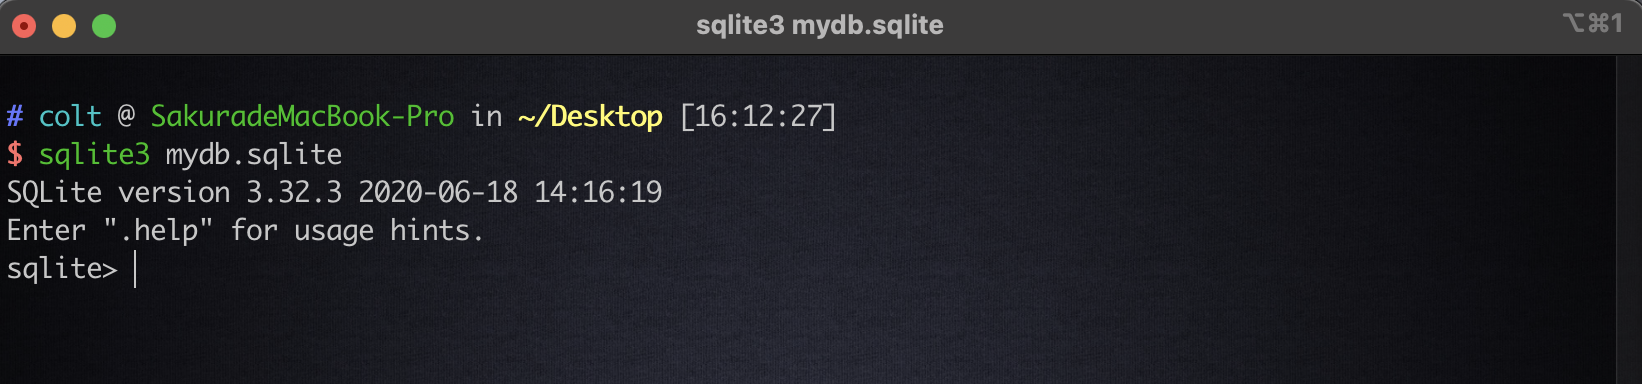 sqlite3 mydb.sqlite
⌥⌘1
# colt @ SakuradeMacBook-Pro in ~/Desktop [16:12:27]
$ sqlite3 mydb.sqlite
SQLite version 3.32.3 2020-06-18 14:16:19
Enter ".help" for usage hints.
sqlite>